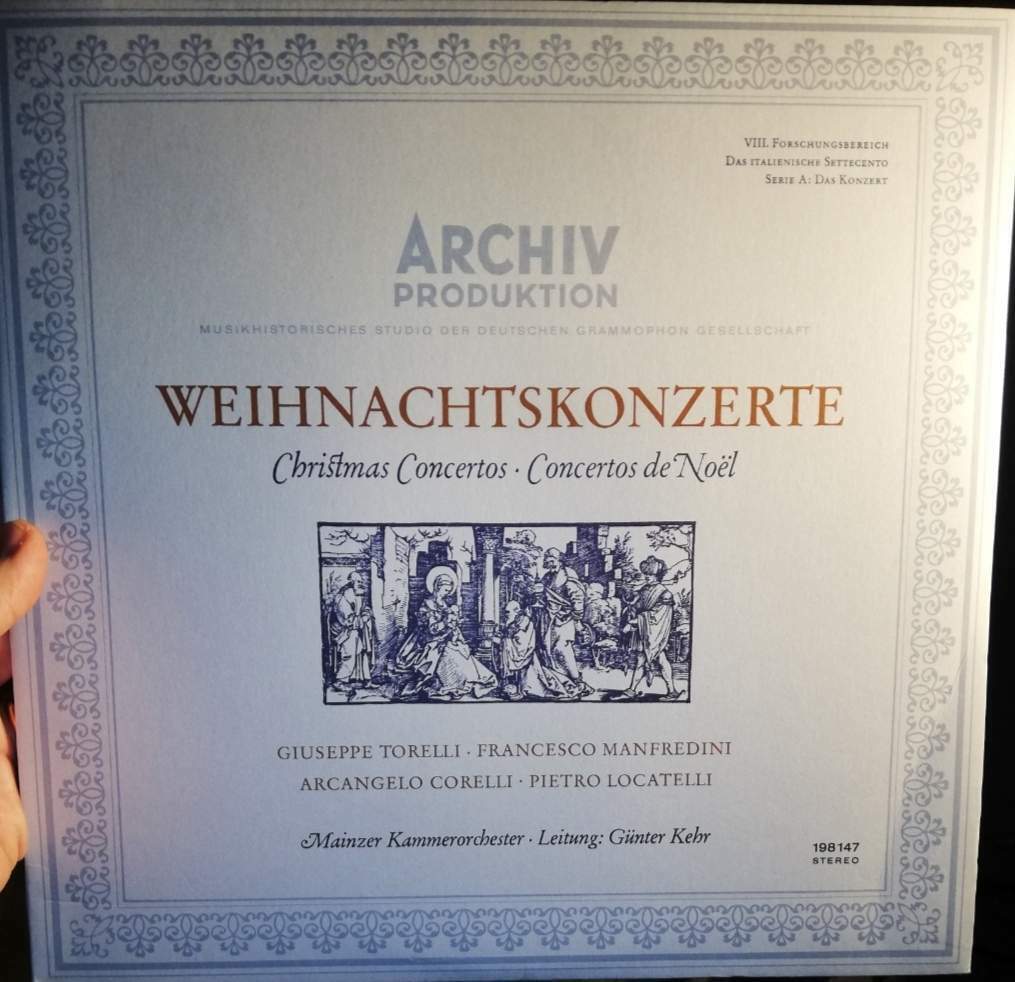 VIII. FORSCHUNGSBEREICH
DAS ITALIENISCHE SETTECENTO
SERIE A: DAS KONZERT
ARCHIV
PRODUKTION
MUSIKHISTORISCHES STUDIO DER DEUTSCHEN GRAMMOPHON GESELLSCHAFT
WEIHNACHTSKONZERTE
Christmas Concertos · Concertos de Noël
GIUSEPPE TORELLI · FRANCESCO MANFREDINI
ARCANGELO CORELLI · PIETRO LOCATELLI
Mainzer Kammerorchester · Leitung: Günter Kehr
198147
STEREO